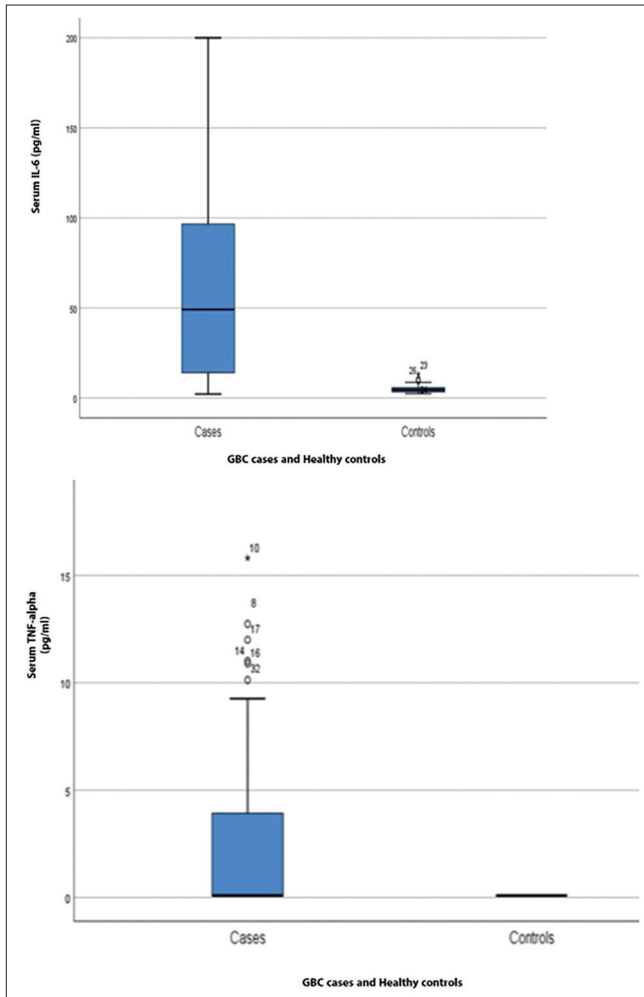 Serum IL-6 (pg/ml)
200
150
100
50
0
26
23
Cases
Controls
GBC cases and Healthy controls
Serum TNF-alpha
(pg/ml)
15
10
5
0
10
8
17
14 16
32
Cases
Controls
GBC cases and Healthy controls